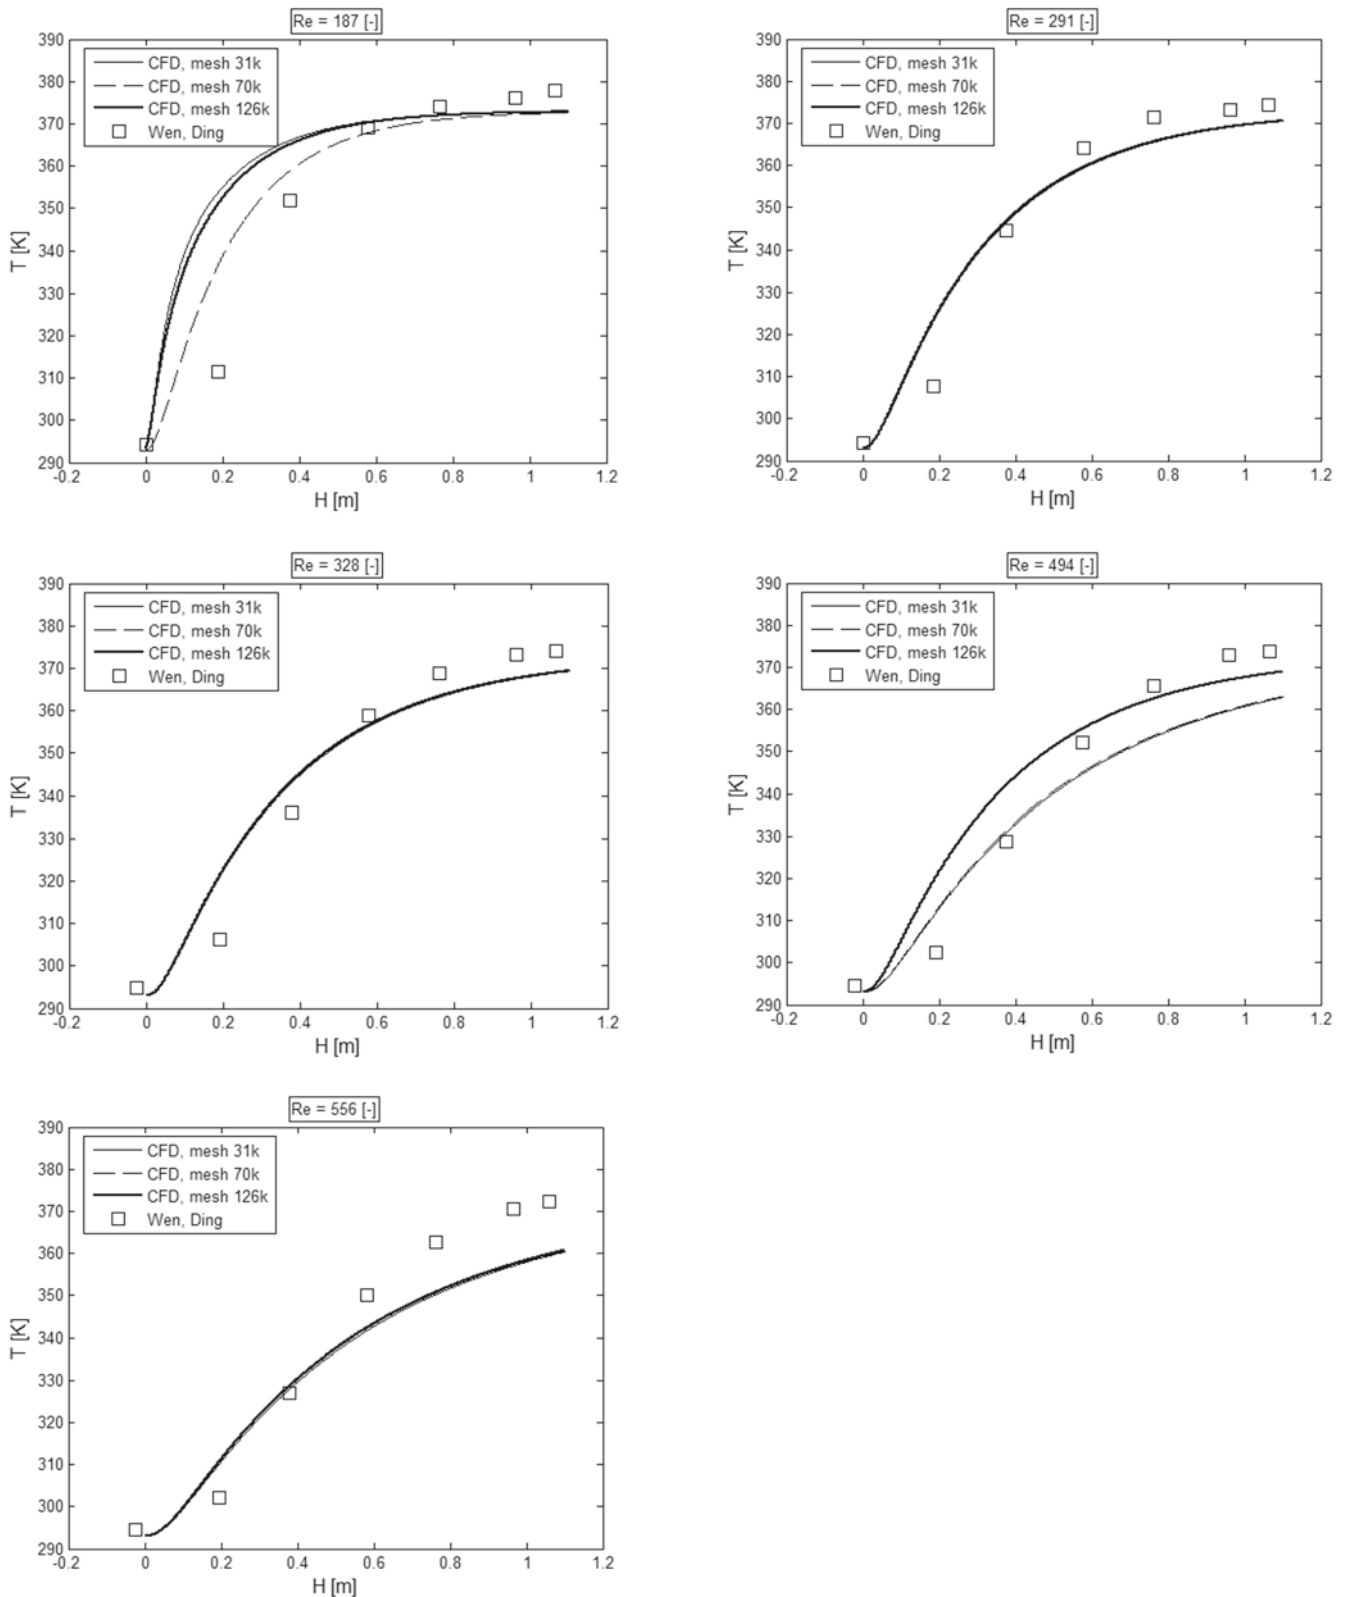 Re = 187 [-]
390
380
370
360
350
340
330
320
310
300
290
T [K]
CFD, mesh 31k
CFD, mesh 70k
CFD, mesh 126k
Wen, Ding
-0.2 0 0.2 0.4 0.6 0.8 1 1.2
H [m]
Re = 291 [-]
390
380
370
360
350
340
330
320
310
300
290
T [K]
CFD, mesh 31k
CFD, mesh 70k
CFD, mesh 126k
Wen, Ding
-0.2 0 0.2 0.4 0.6 0.8 1 1.2
H [m]
Re = 328 [-]
390
380
370
360
350
340
330
320
310
300
290
T [K]
CFD, mesh 31k
CFD, mesh 70k
CFD, mesh 126k
Wen, Ding
-0.2 0 0.2 0.4 0.6 0.8 1 1.2
H [m]
Re = 494 [-]
390
380
370
360
350
340
330
320
310
300
290
T [K]
CFD, mesh 31k
CFD, mesh 70k
CFD, mesh 126k
Wen, Ding
-0.2 0 0.2 0.4 0.6 0.8 1 1.2
H [m]
Re = 556 [-]
390
380
370
360
350
340
330
320
310
300
290
T [K]
CFD, mesh 31k
CFD, mesh 70k
CFD, mesh 126k
Wen, Ding
-0.2 0 0.2 0.4 0.6 0.8 1 1.2
H [m]